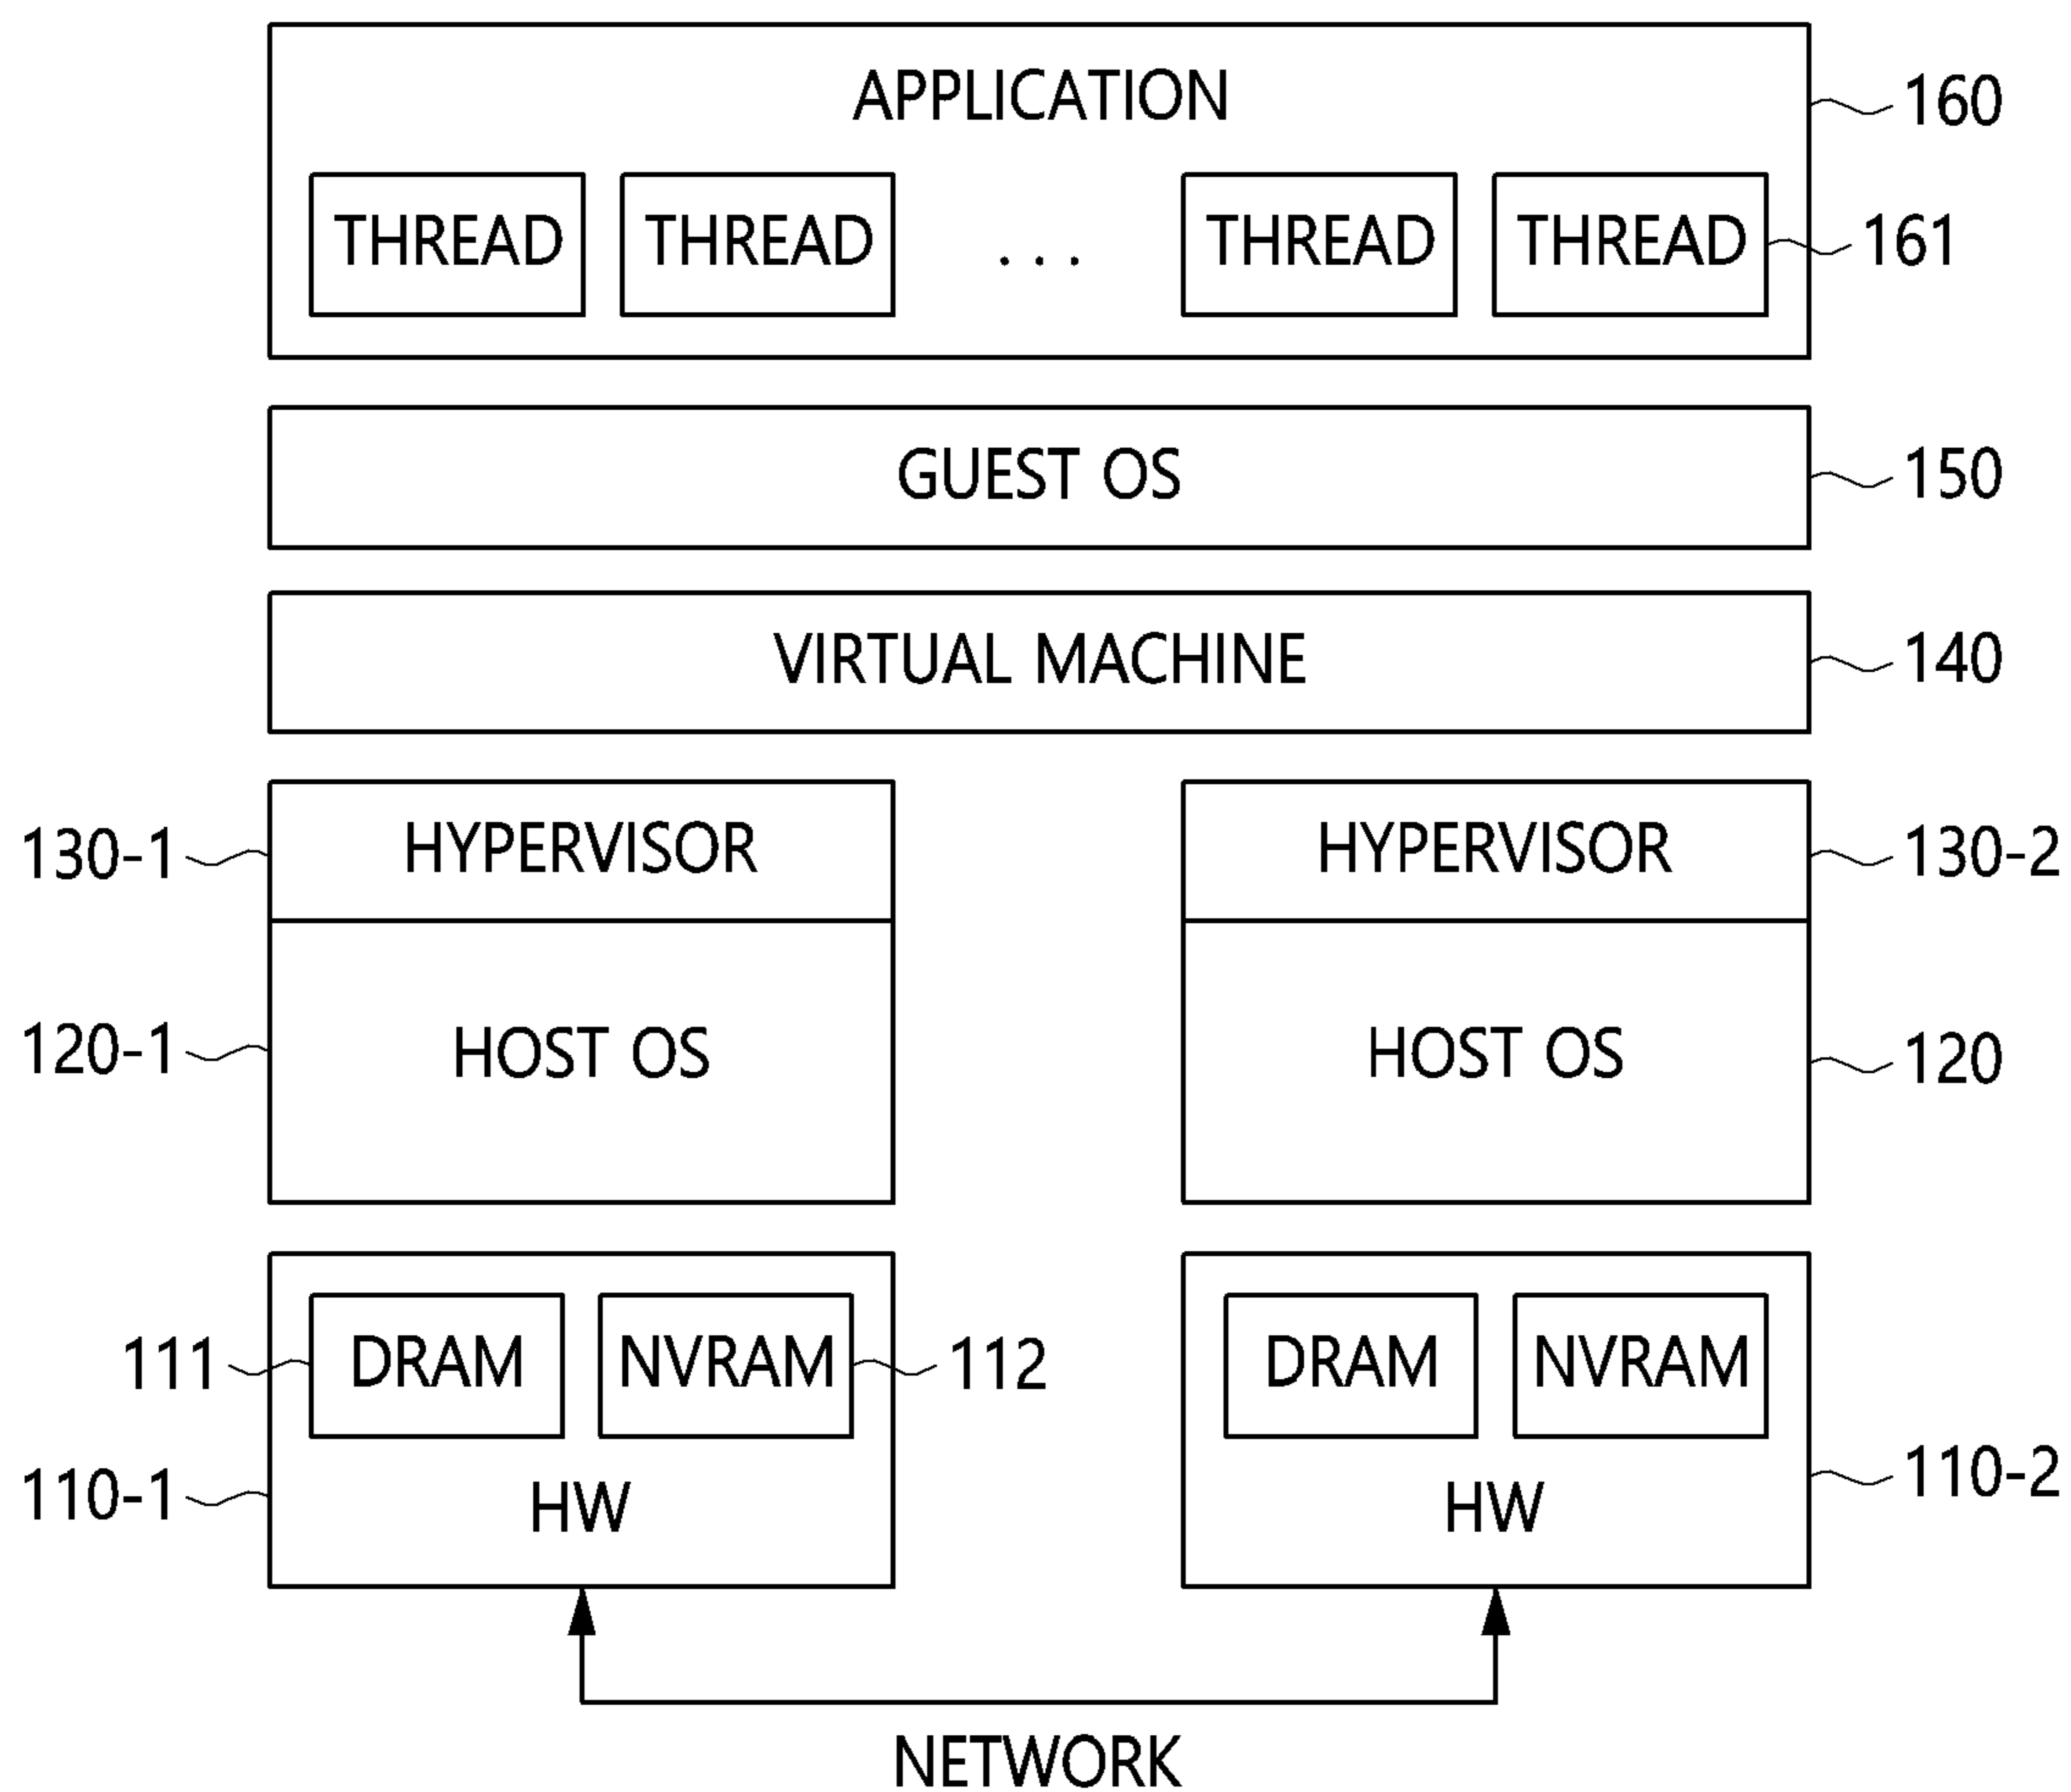 APPLICATION
160
THREAD THREAD ... THREAD THREAD
161
GUEST OS
150
VIRTUAL MACHINE
140
130-1
HYPERVISOR
HYPERVISOR
130-2
120-1
HOST OS
HOST OS
120
111
DRAM
NVRAM
112
DRAM
NVRAM
110-1
HW
HW
110-2
NETWORK